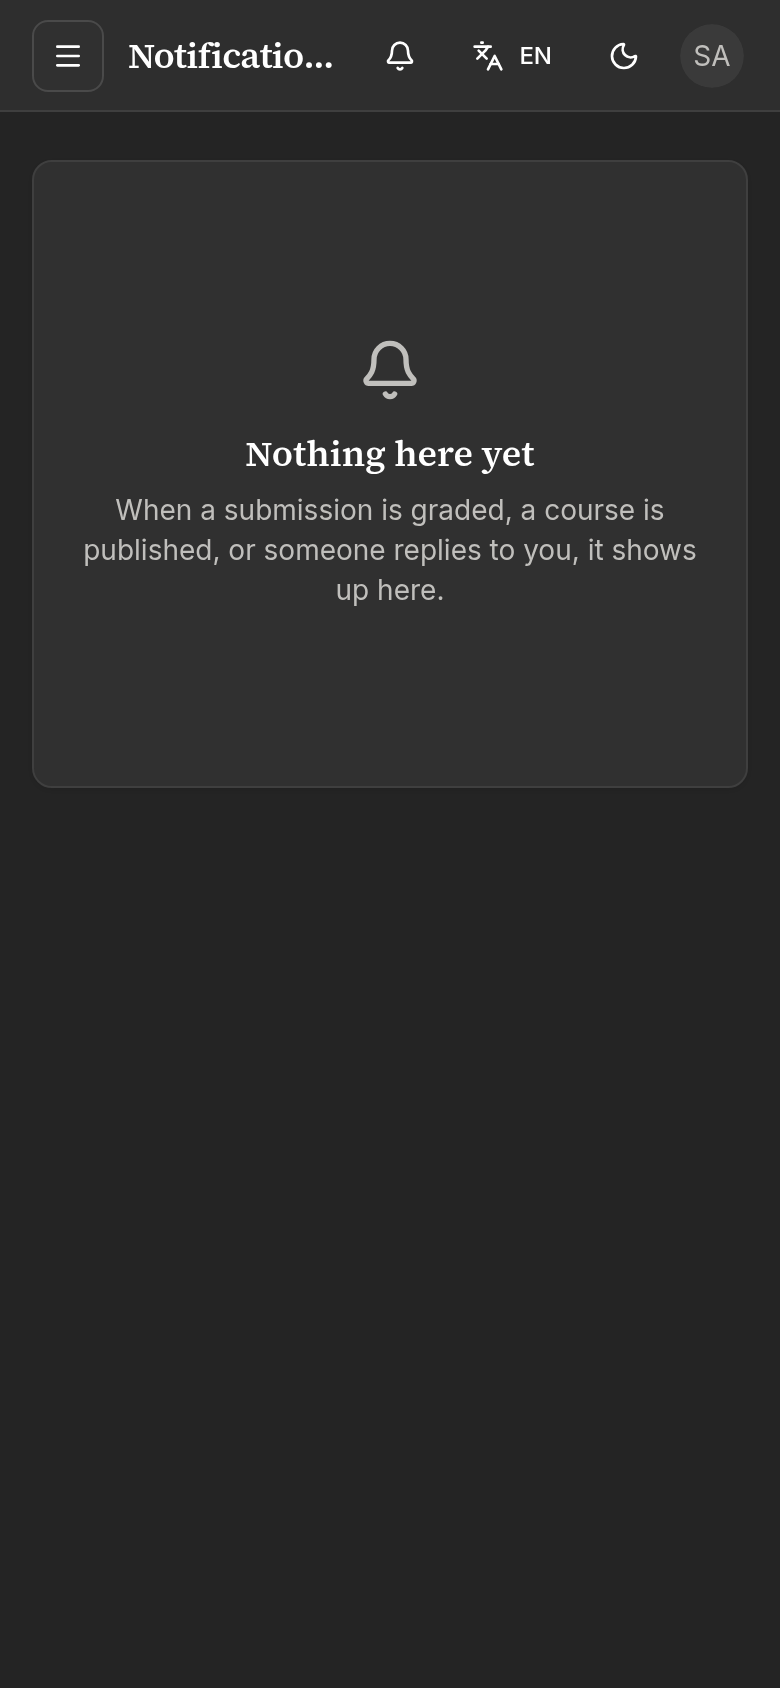 Notificatio...
EN
SA
Nothing here yet
When a submission is graded, a course is
published, or someone replies to you, it shows
up here.